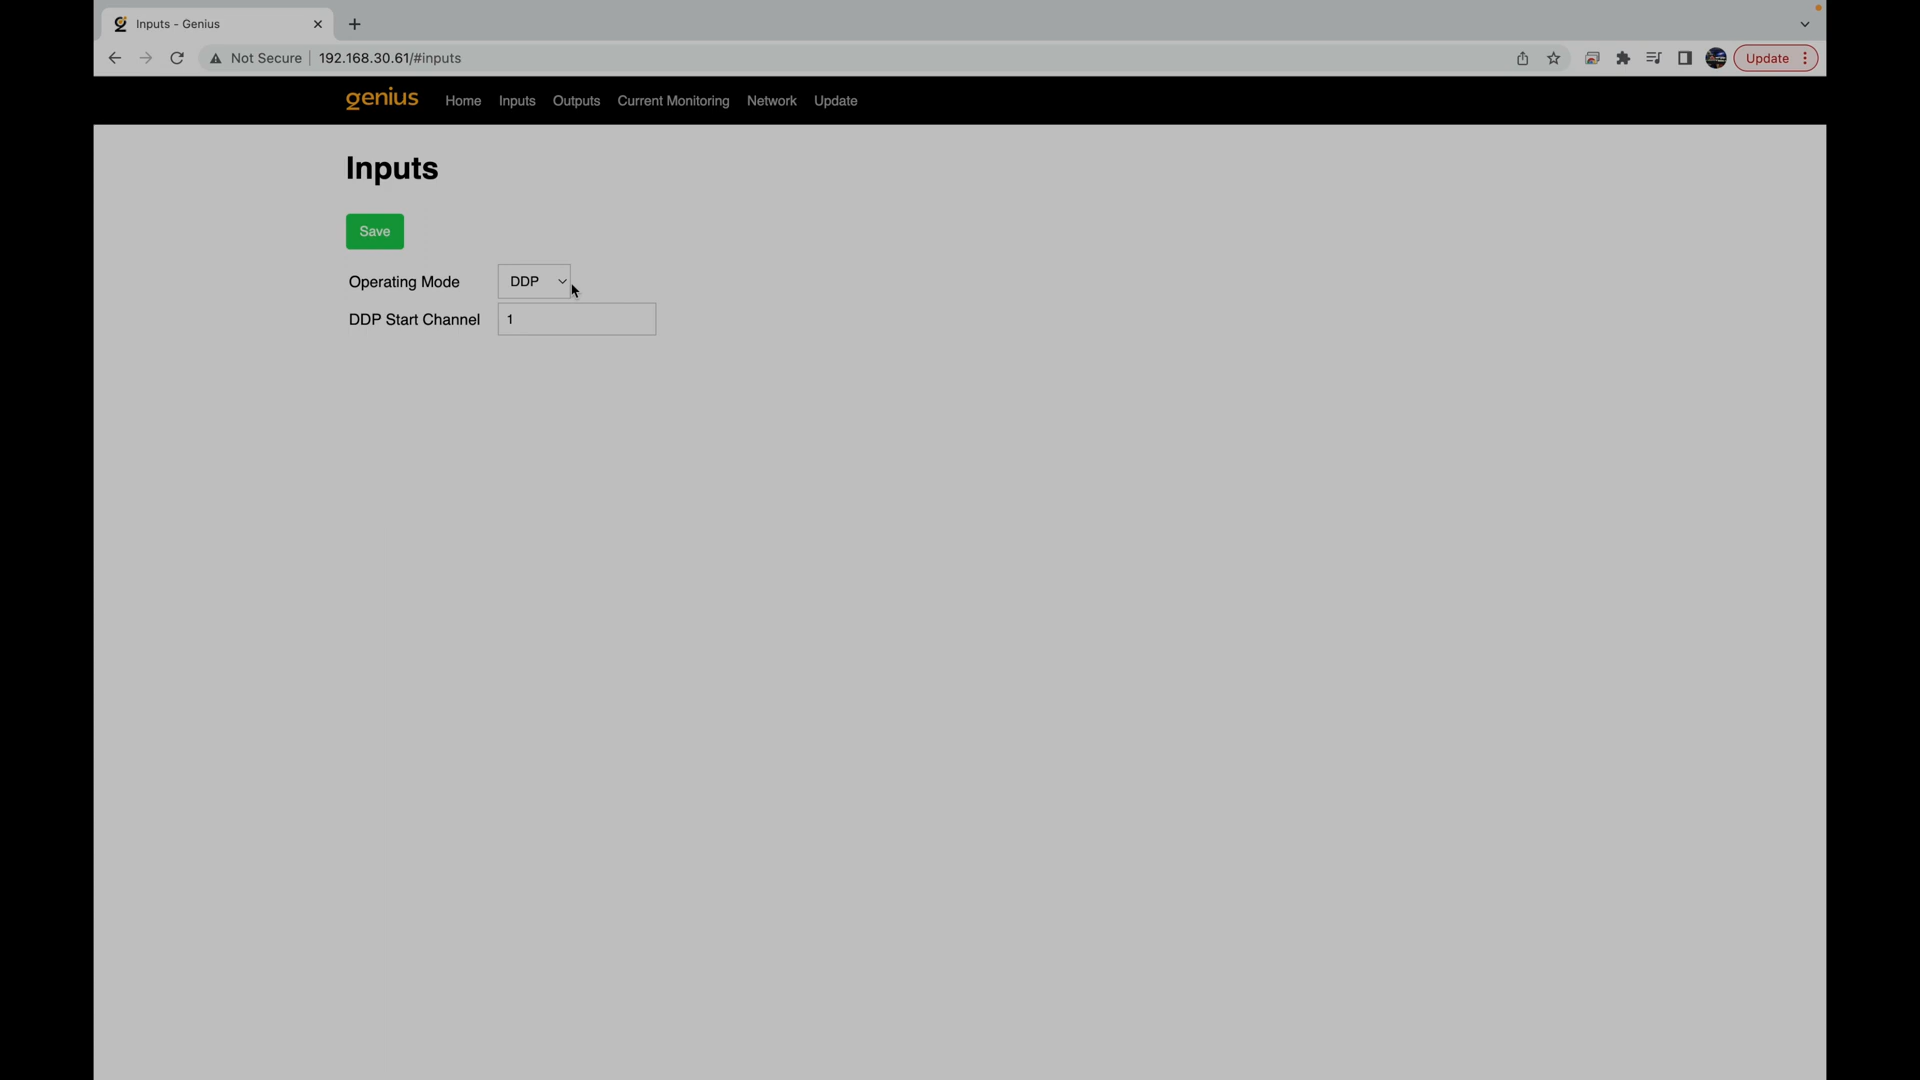 Inputs - Genius
Not Secure 192.168.30.61/#inputs Update
genius Home Inputs Outputs Current Monitoring Network Update
Inputs
Save
Operating Mode DDP
DDP Start Channel 1